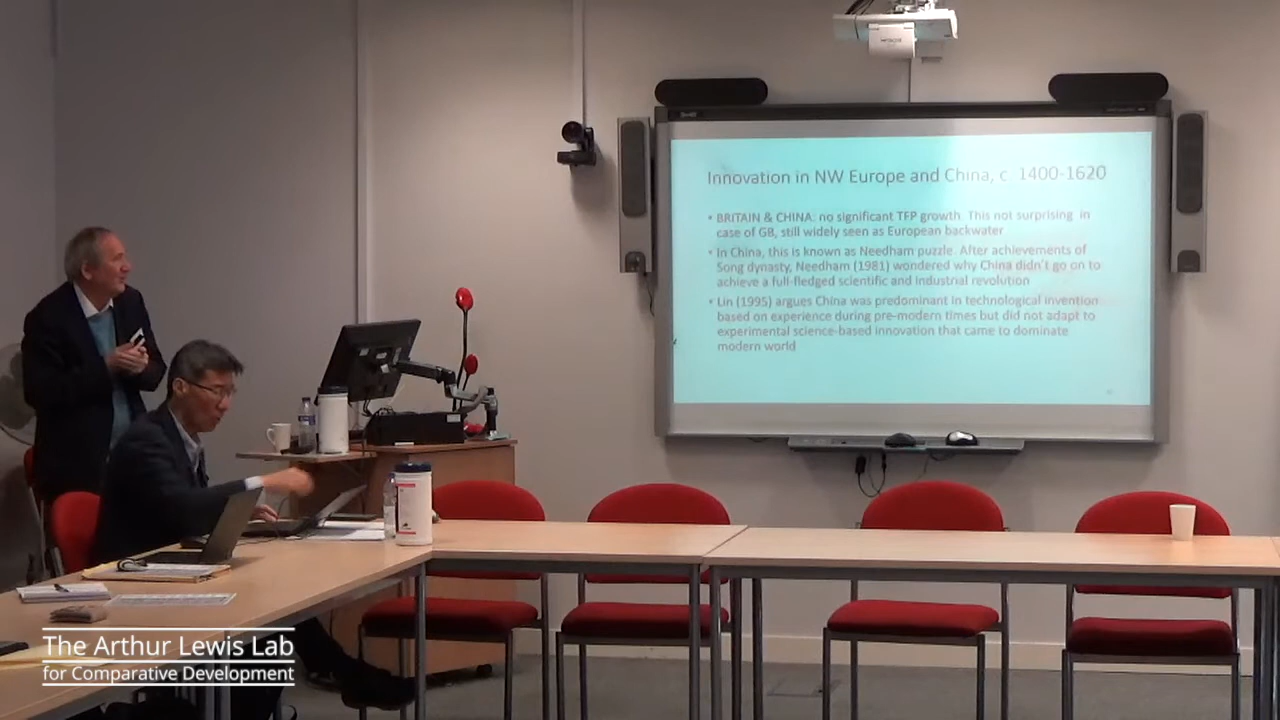 Innovation in NW Europe and China, c 1400-1620
• BRITAIN & CHINA: no significant TFP growth. This not surprising in
case of GB, still widely seen as European backwater
• In China, this is known as Needham puzzle. After achievements of
Song dynasty, Needham (1981) wondered why China didn't go on to
achieve a full-fledged scientific and industrial revolution
• Lin (1995) argues China was predominant in technological invention
based on experience during pre-modern times but did not adapt to
experimental science-based innovation that came to dominate
modern world
The Arthur Lewis Lab
for Comparative Development